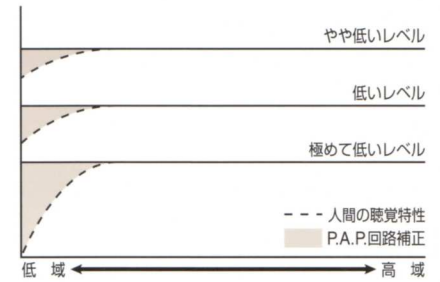 やや低いレベル
低いレベル
極めて低いレベル
人間の聴覚特性
P.A.P.回路補正
低 域 高 域